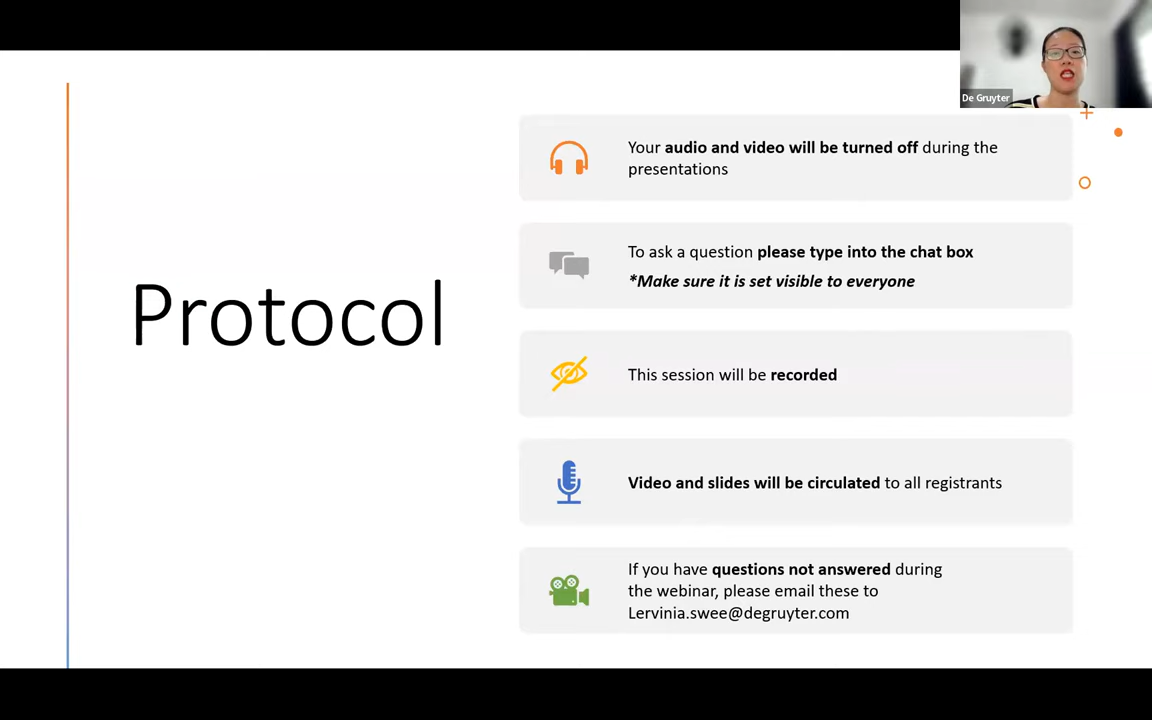 De Gruyter
Protocol
Your audio and video will be turned off during the
presentations
To ask a question please type into the chat box
*Make sure it is set visible to everyone
This session will be recorded
Video and slides will be circulated to all registrants
If you have questions not answered during
the webinar, please email these to
Lervinia.swee@degruyter.com